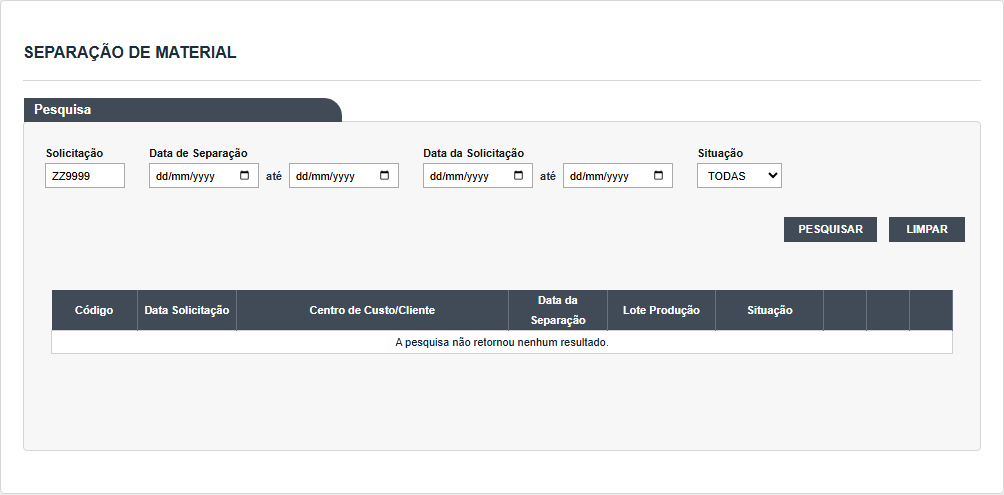 SEPARAÇÃO DE MATERIAL
Pesquisa
Solicitação Data de Separação Data da Solicitação Situação
ZZ9999 dd/mm/yyyy até dd/mm/yyyy dd/mm/yyyy até dd/mm/yyyy TODAS
PESQUISAR LIMPAR
Código Data Solicitação Centro de Custo/Cliente Data da Separação Lote Produção Situação
A pesquisa não retornou nenhum resultado.